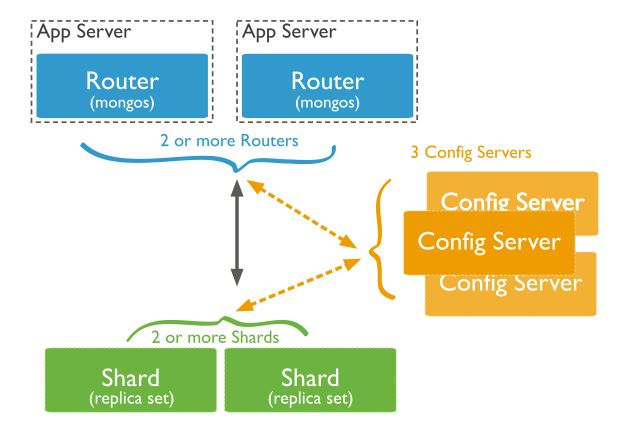 App Server
App Server
Router
(mongos)
Router
(mongos)
2 or more Routers
3 Config Servers
Config Server
Config Server
Config Server
2 or more Shards
Shard
(replica set)
Shard
(replica set)